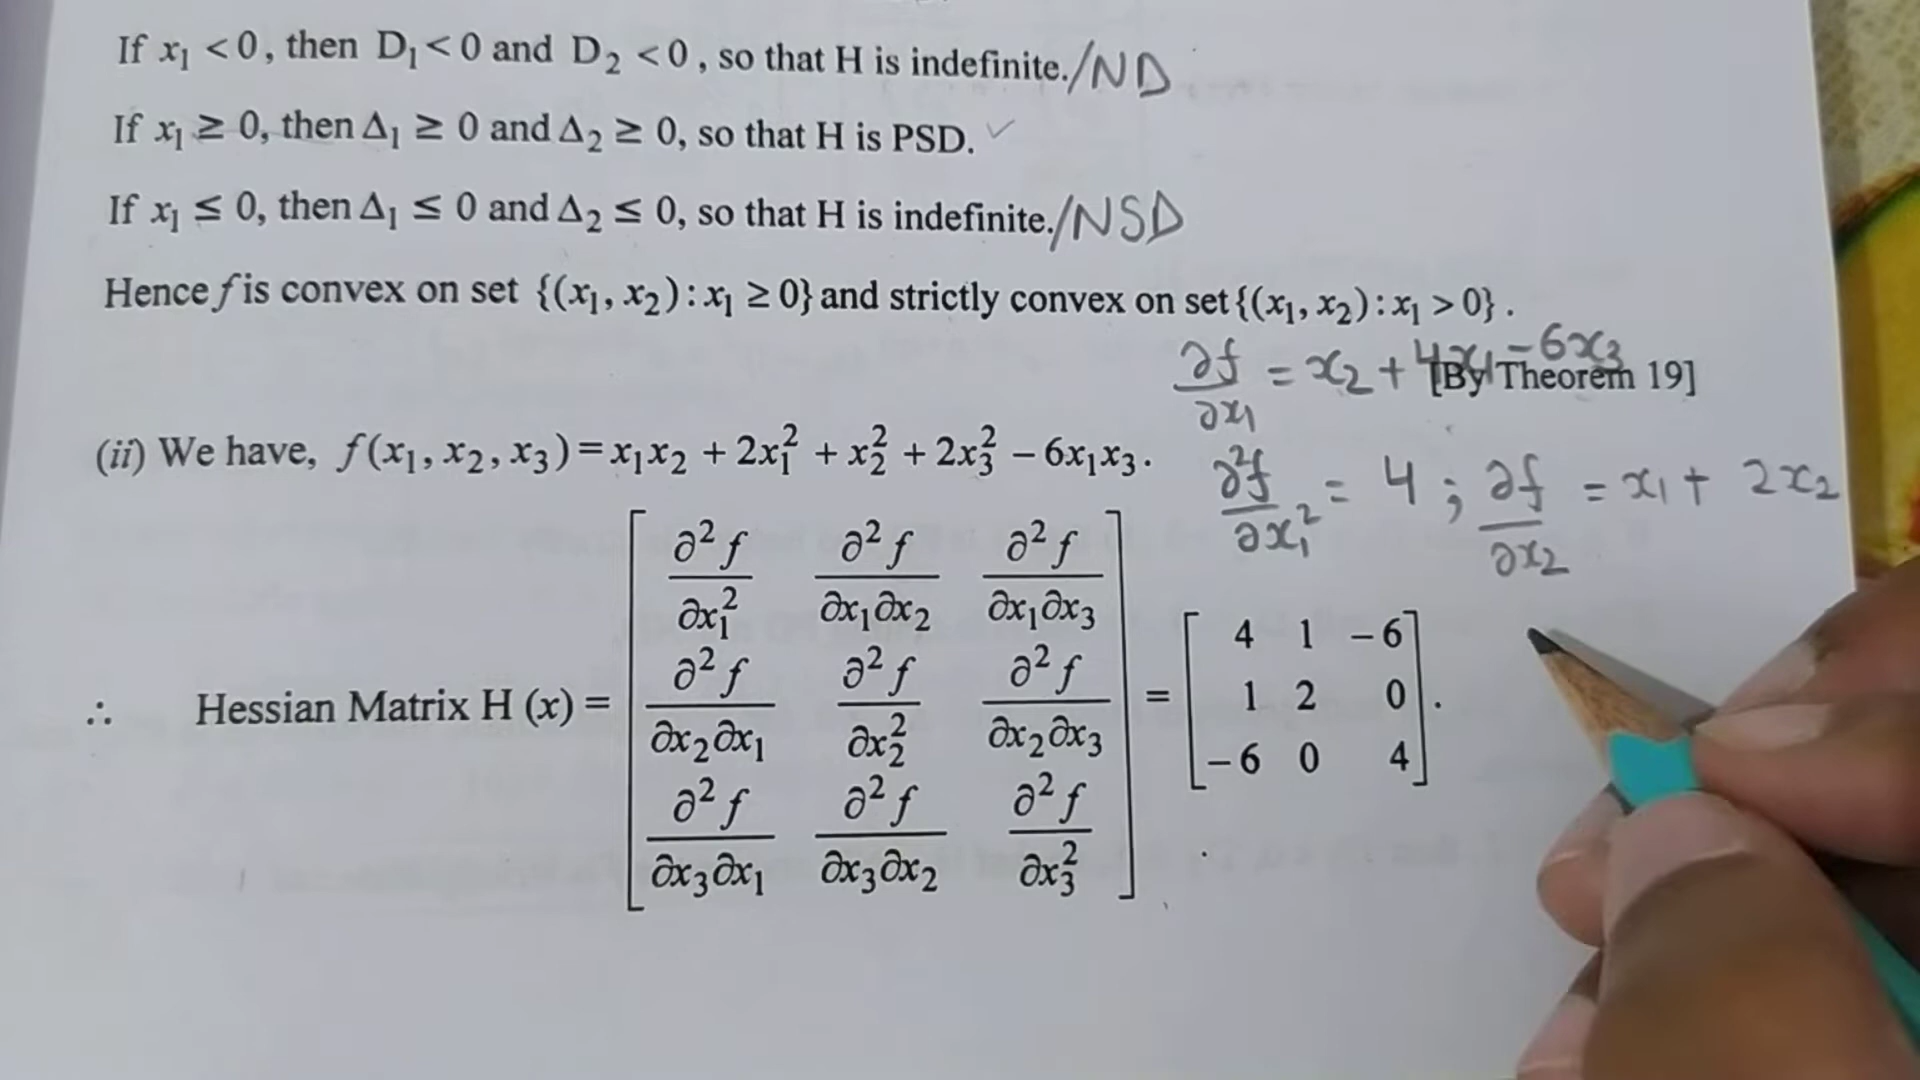 If x₁ < 0, then D₁ < 0 and D₂ < 0, so that H is indefinite./ND
If x₁ ≥ 0, then Δ₁ ≥ 0 and Δ₂ ≥ 0, so that H is PSD. ✓
If x₁ ≤ 0, then Δ₁ ≤ 0 and Δ₂ ≤ 0, so that H is indefinite./NSD
Hence f is convex on set {(x₁, x₂) : x₁ ≥ 0} and strictly convex on set {(x₁, x₂) : x₁ > 0}.
∂f/∂x₁ = x₂ + 4x₁ - 6x₃
[By Theorem 19]
(ii) We have, f(x₁, x₂, x₃) = x₁x₂ + 2x₁² + x₂² + 2x₃² − 6x₁x₃.
∂²f/∂x₁² = 4 ; ∂f/∂x₂ = x₁ + 2x₂
∴ Hessian Matrix H (x) = [∂²f/∂x₁² ∂²f/∂x₁∂x₂ ∂²f/∂x₁∂x₃
∂²f/∂x₂∂x₁ ∂²f/∂x₂² ∂²f/∂x₂∂x₃
∂²f/∂x₃∂x₁ ∂²f/∂x₃∂x₂ ∂²f/∂x₃²]
= [4 1 −6
1 2 0
−6 0 4].